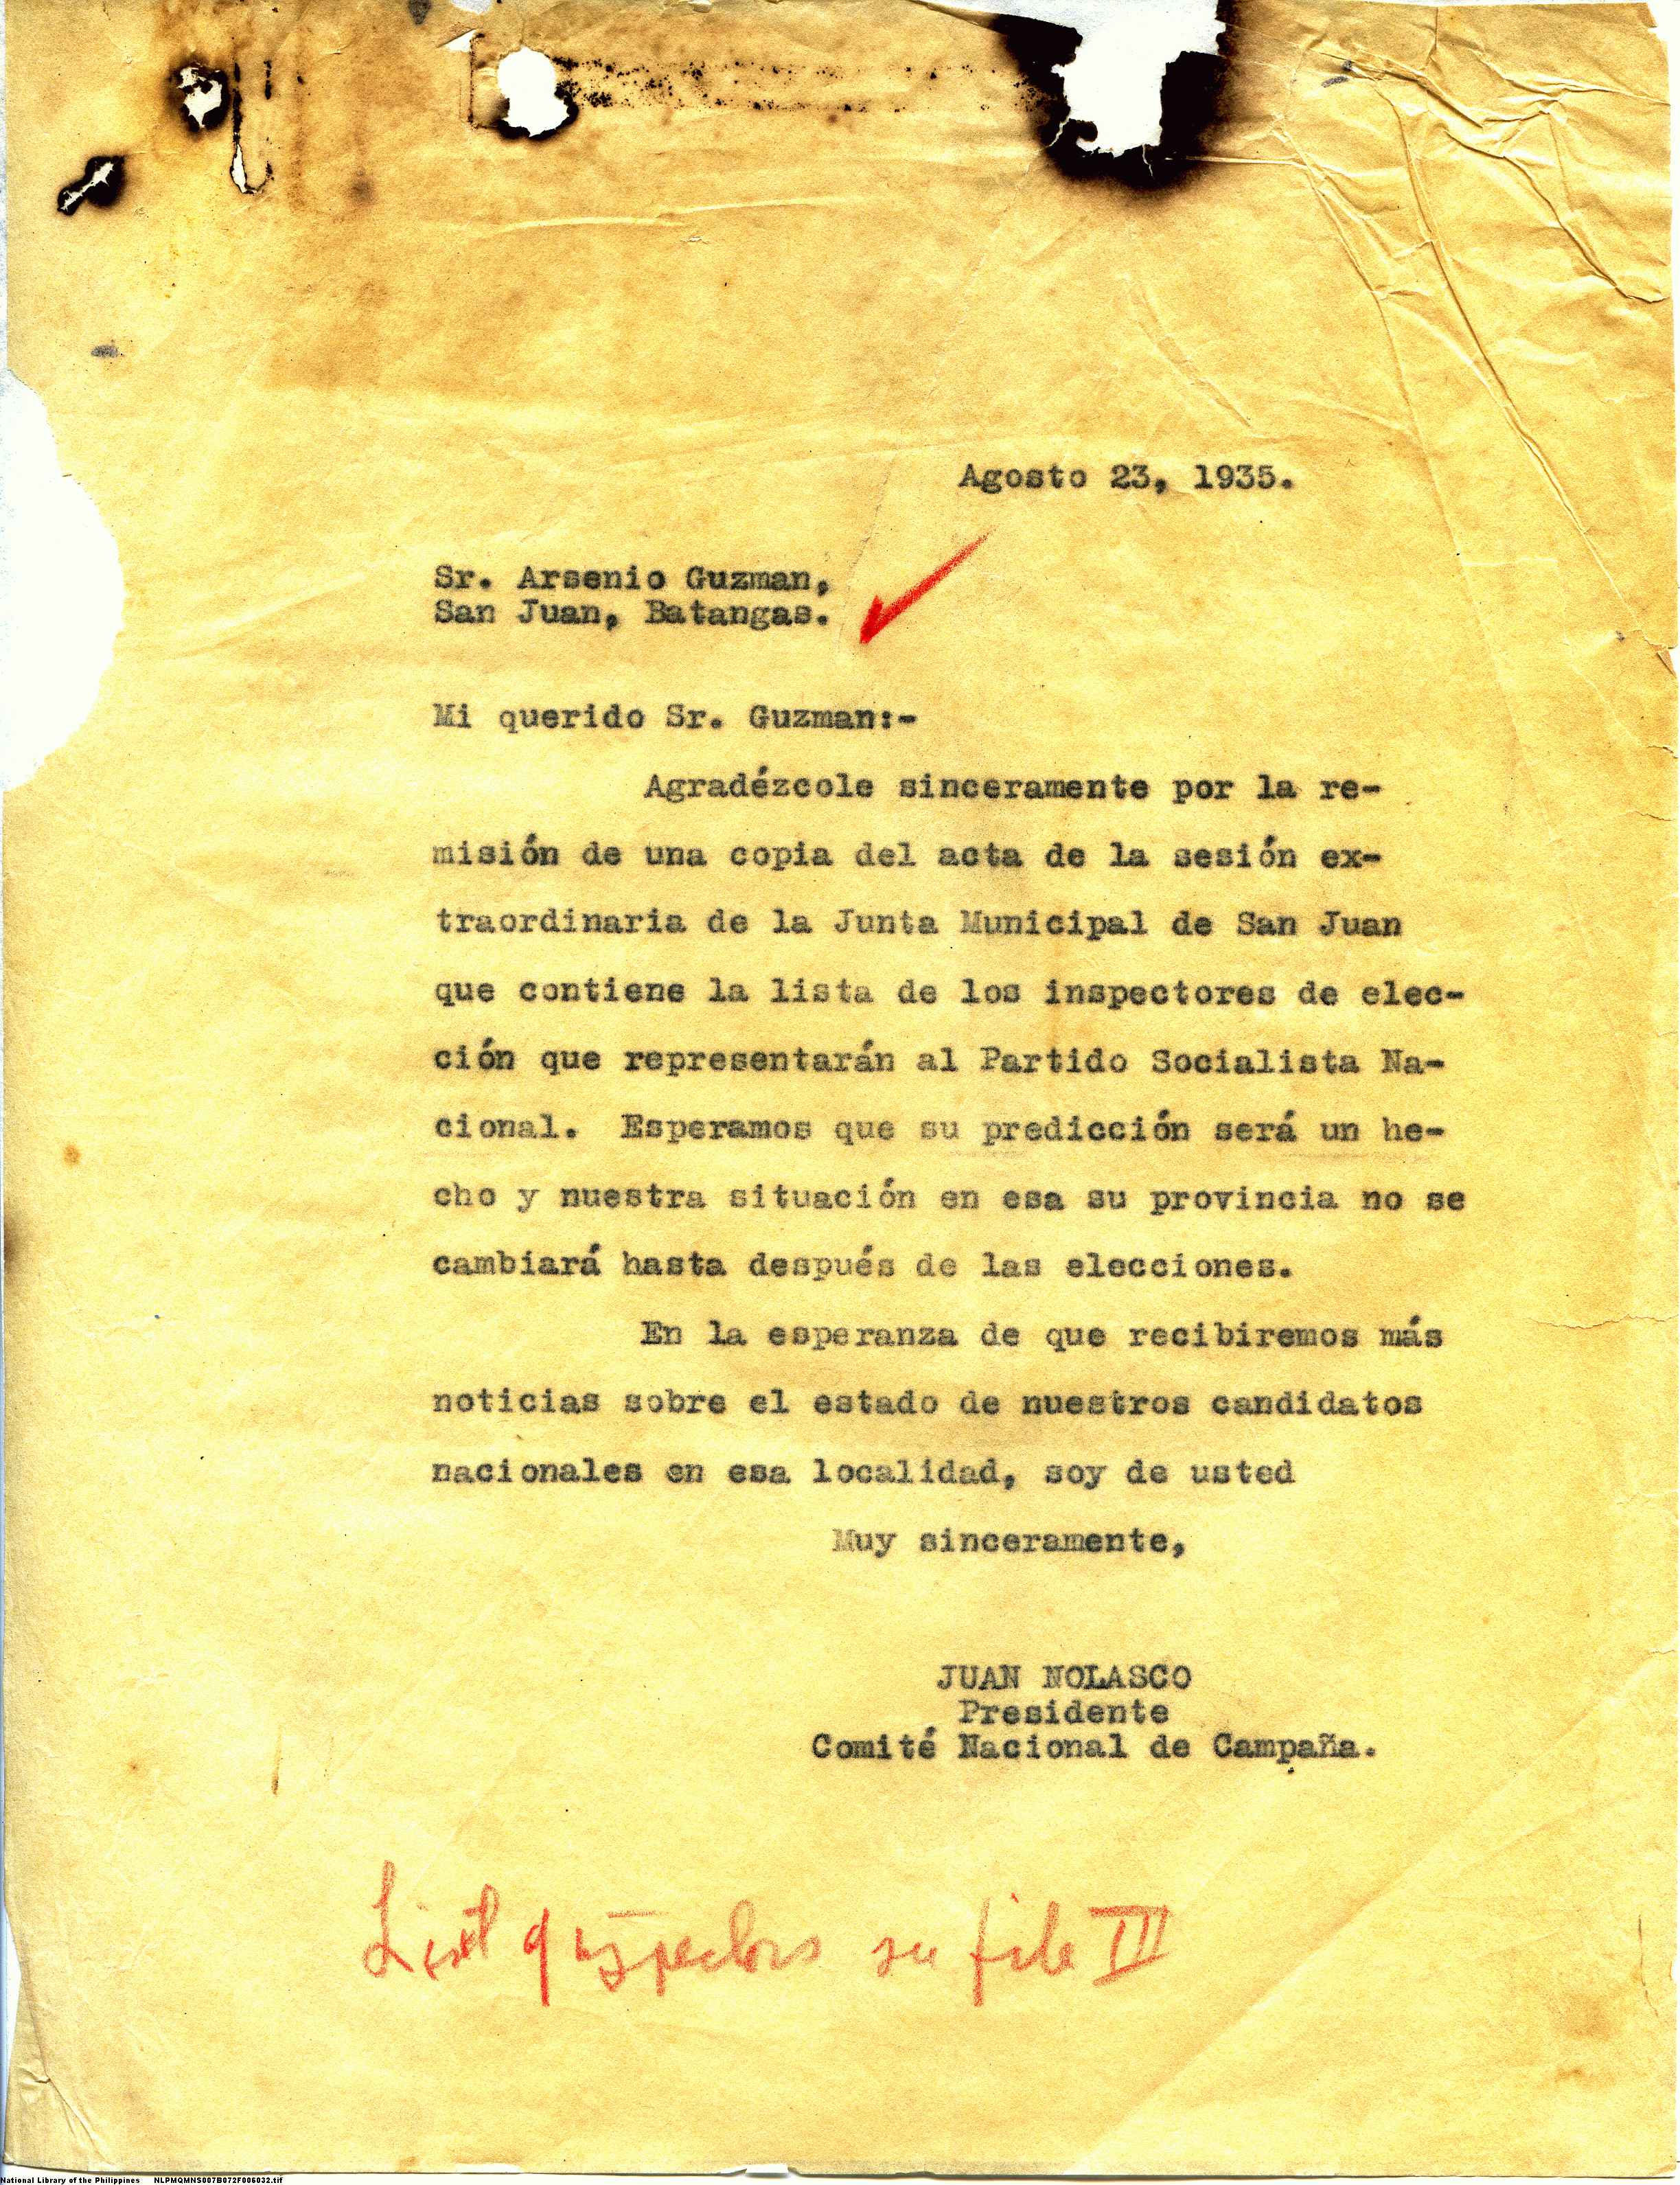 Agosto 23, 1935.
Sr. Arsenio Guzman,
San Juan, Batangas.
Mi querido Sr. Guzman:-
Agradézcole sinceramente por la re-
misión de una copia del acta de la sesión ex-
traordinaria de la Junta Municipal de San Juan
que contiene la lista de los inspectores de elec-
ción que representarán al Partido Socialista Na-
cional. Esperamos que su predicción será un he-
cho y nuestra situación en esa su provincia no se
cambiará hasta después de las elecciones.
En la esperanza de que recibiremos más
noticias sobre el estado de nuestros candidatos
nacionales en esa localidad, soy de usted
Muy sinceramente,
JUAN NOLASCO
Presidente
Comité Nacional de Campaña.
file III
National Library of the Philippines NLPMQMNS007B072F006032.tif